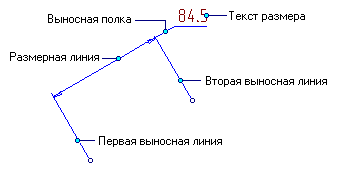 84.5
Выносная полка
Текст размера
Размерная линия
Вторая выносная линия
Первая выносная линия